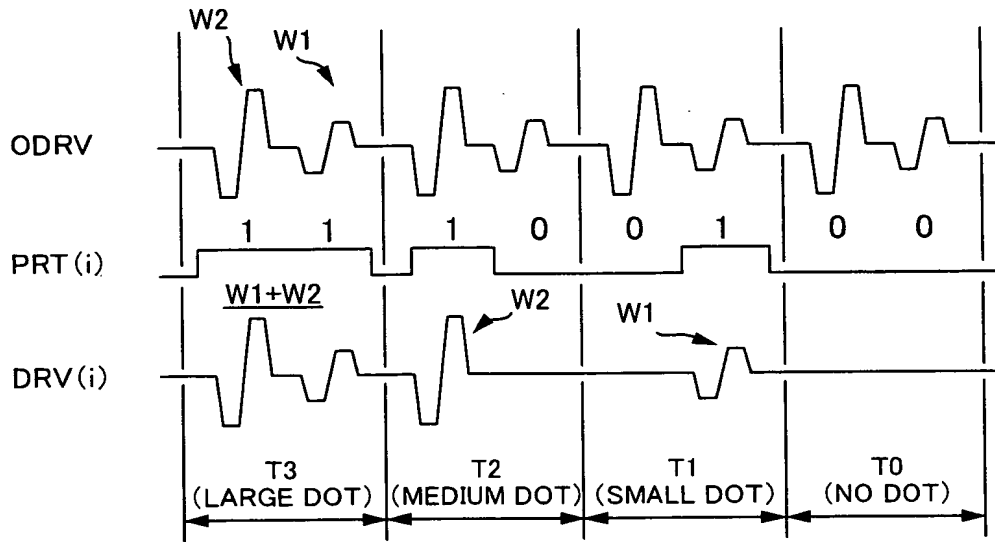 W2
W1
ODRV
1 1 1 0 0 1 0 0
PRT(i)
W1+W2
W2
W1
DRV(i)
T3 T2 T1 T0
(LARGE DOT) (MEDIUM DOT) (SMALL DOT) (NO DOT)